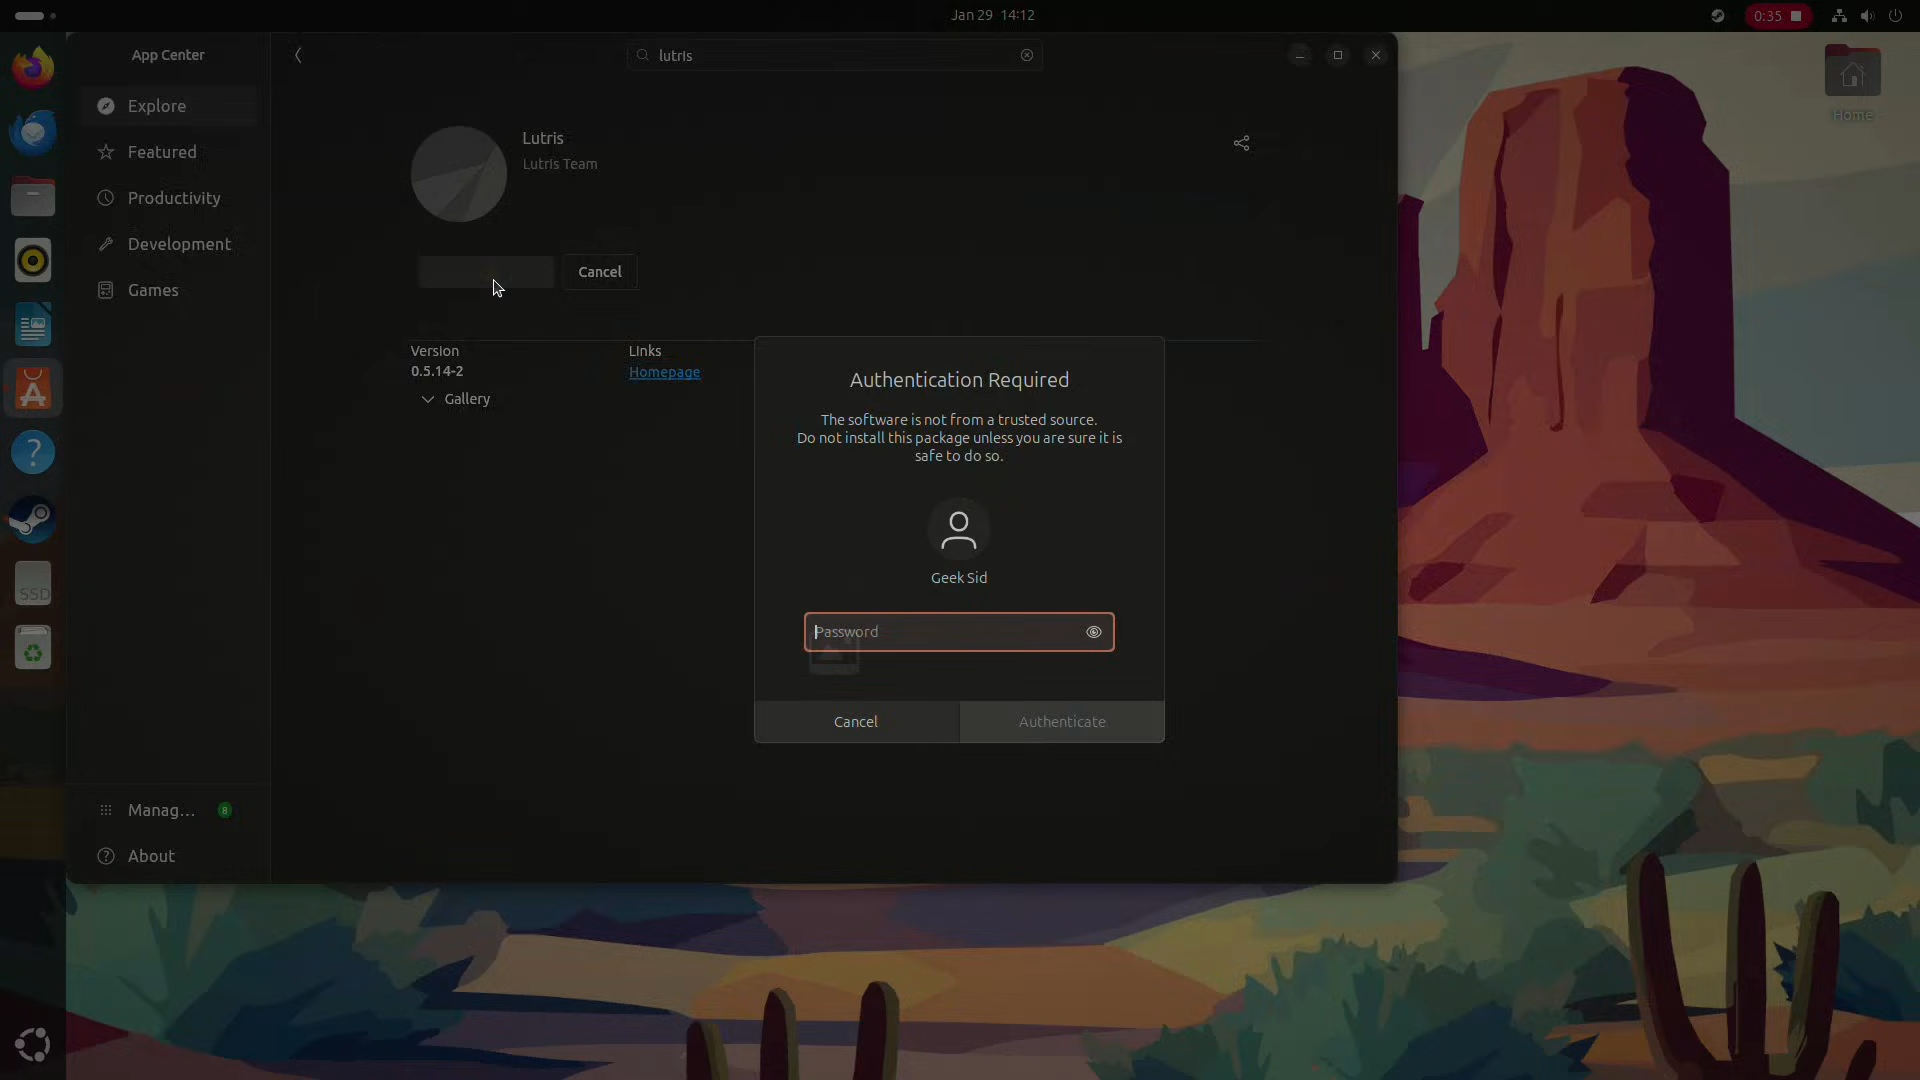 Jan 29 14:12
0:35
App Center
lutris
Home
Explore
Featured
Productivity
Development
Games
Lutris
Lutris Team
Cancel
Version
0.5.14-2
Links
Homepage
Gallery
Authentication Required
The software is not from a trusted source.
Do not install this package unless you are sure it is
safe to do so.
Geek Sid
Password
Cancel
Authenticate
SSD
Manag...
8
About